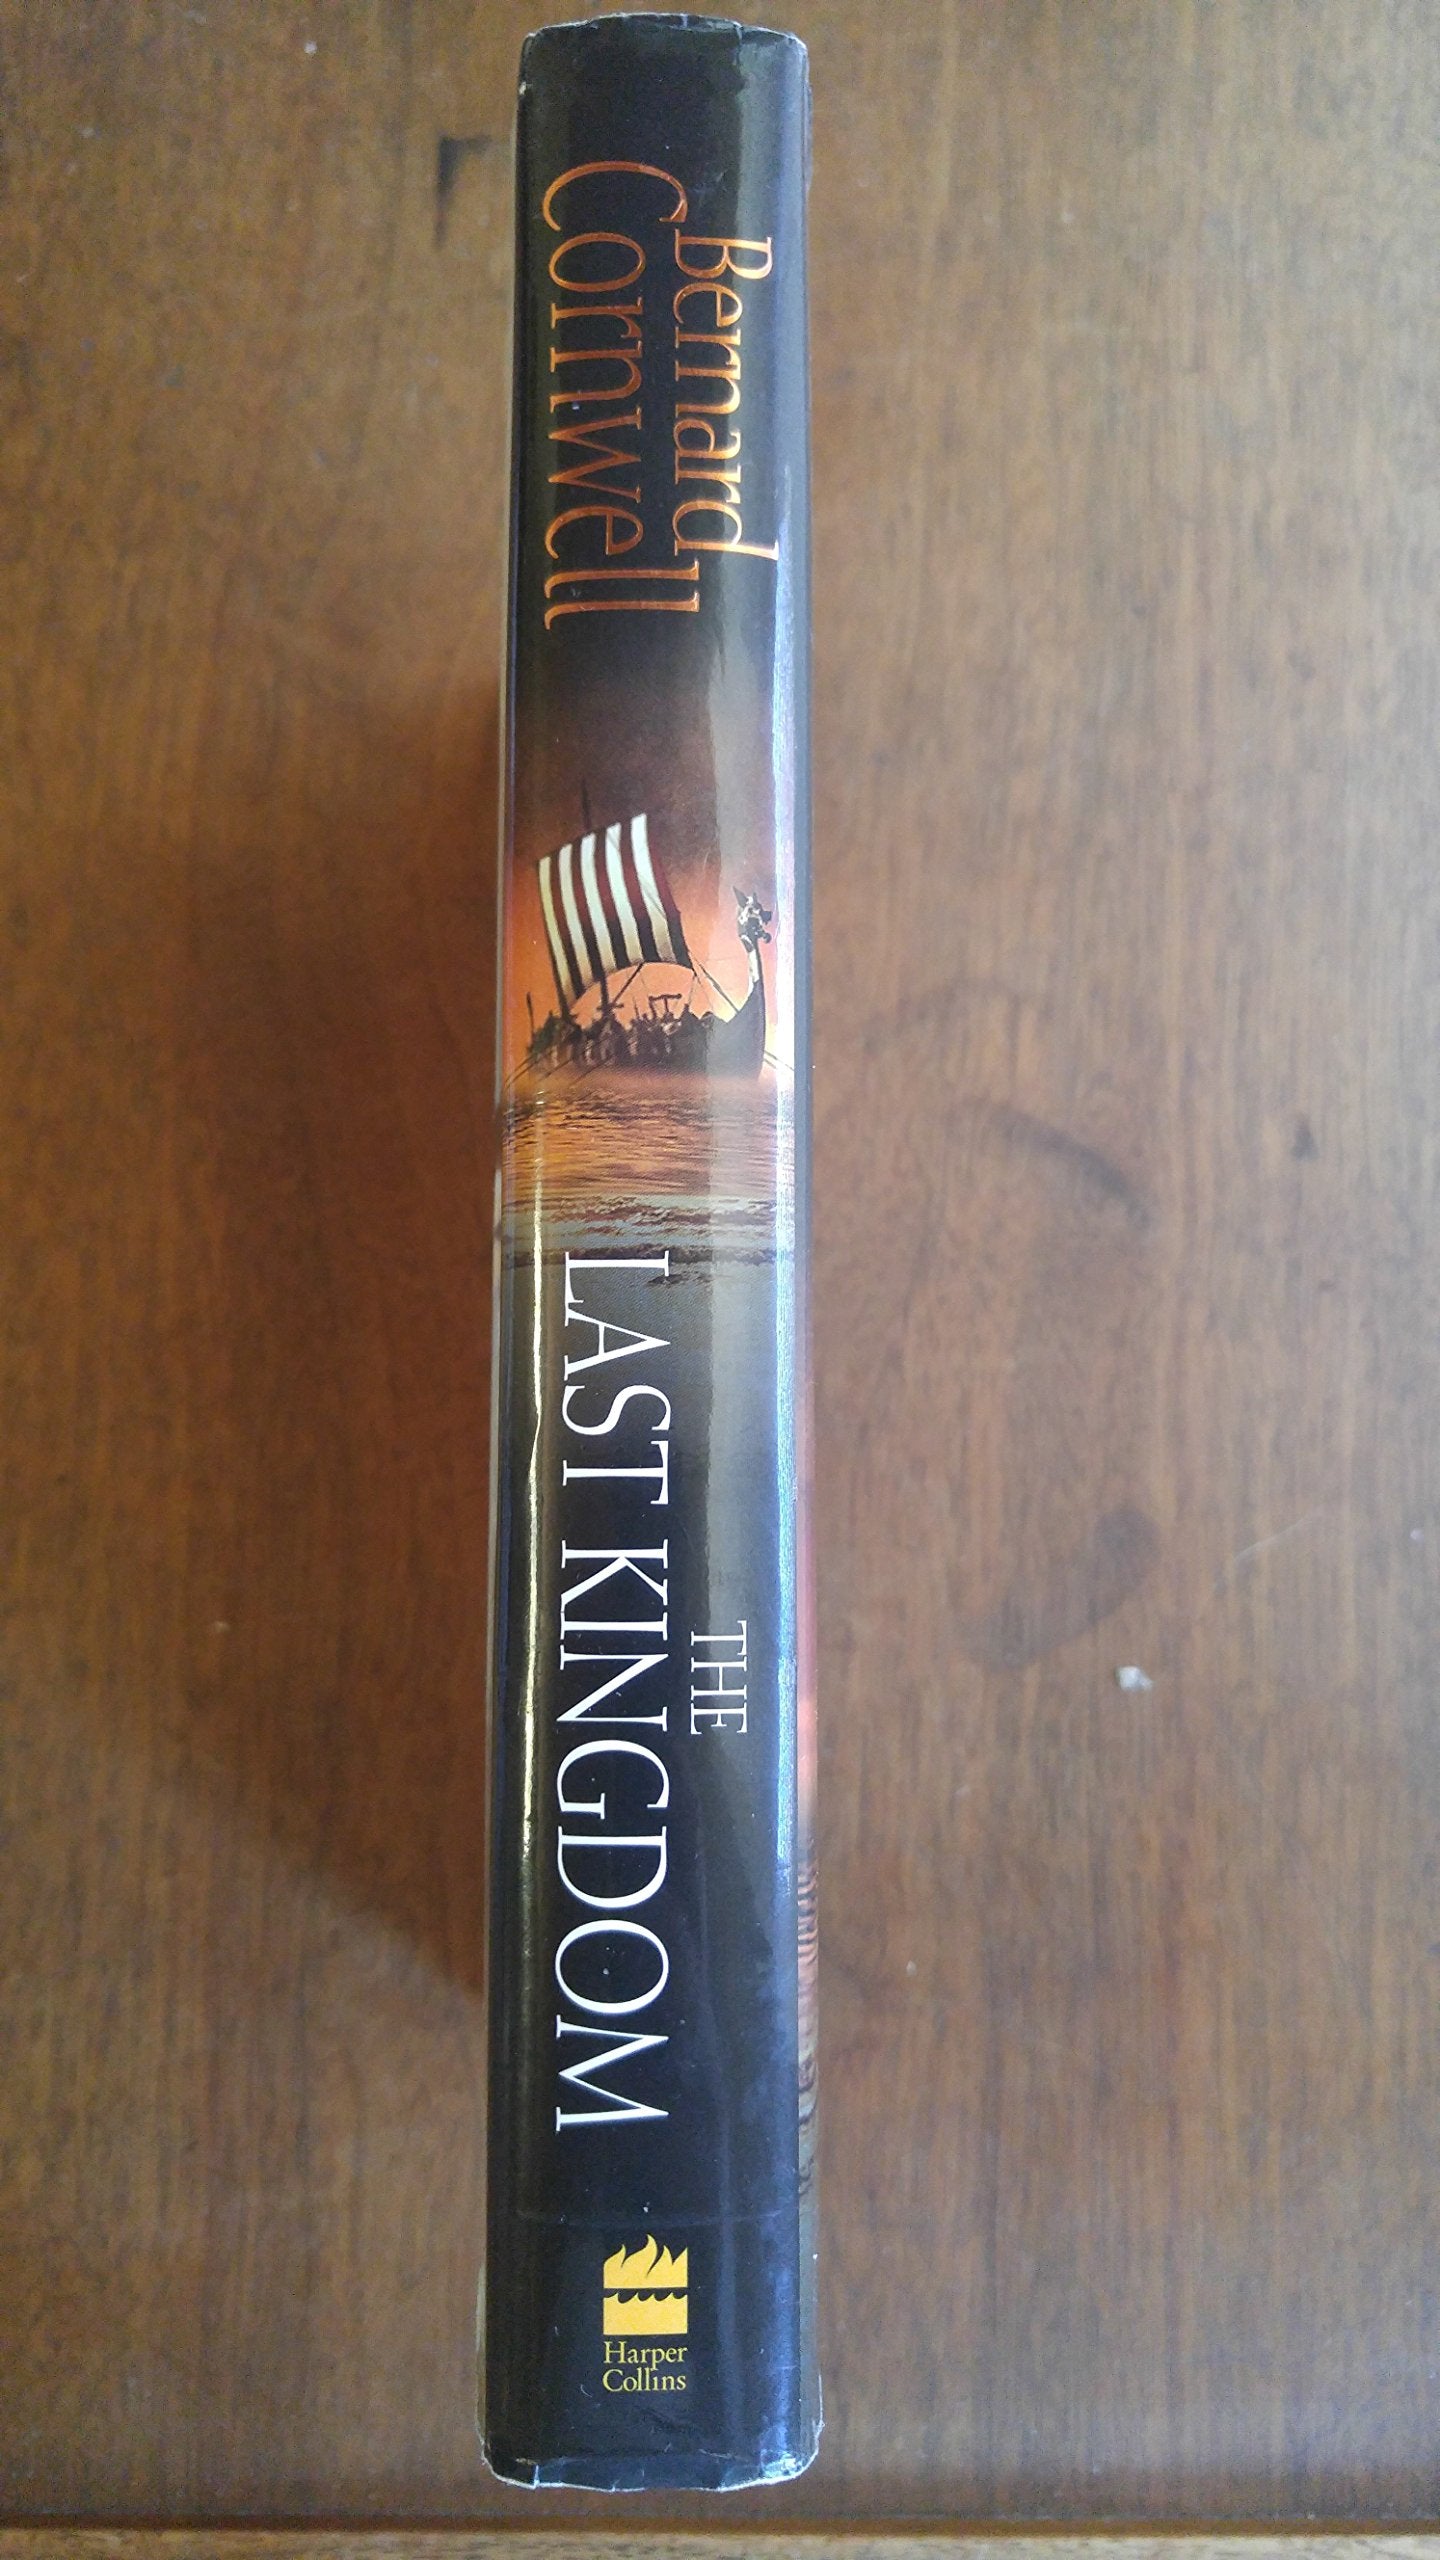 Bernard
Cornwell
THE
LAST KINGDOM
Harper
Collins